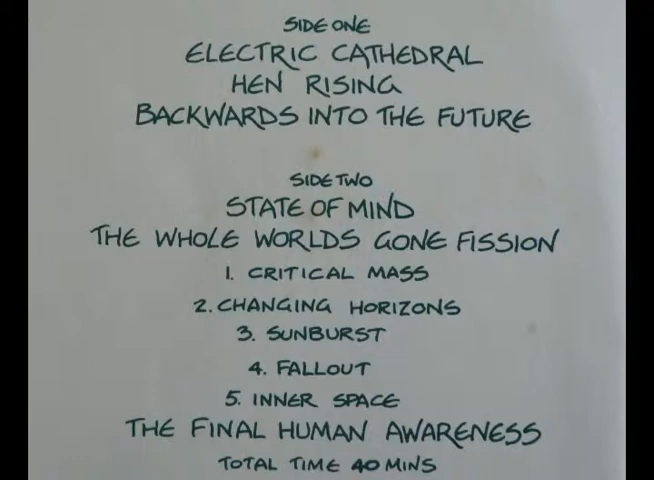 SIDE ONE
ELECTRIC CATHEDRAL
HEN RISING
BACKWARDS INTO THE FUTURE
SIDE TWO
STATE OF MIND
THE WHOLE WORLDS GONE FISSION
1. CRITICAL MASS
2. CHANGING HORIZONS
3. SUNBURST
4. FALLOUT
5. INNER SPACE
THE FINAL HUMAN AWARENESS
TOTAL TIME 40 MINS